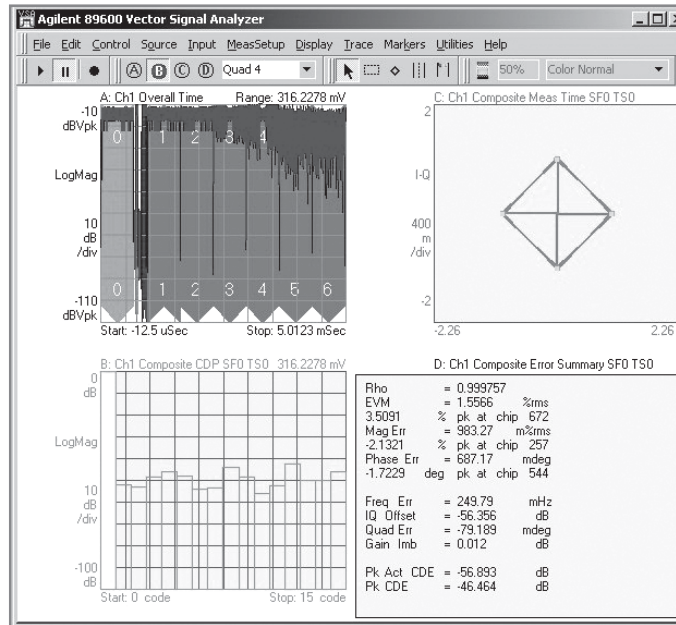 Agilent 89600 Vector Signal Analyzer
File Edit Control Source Input MeasSetup Display Trace Markers Utilities Help
A B C D Quad 4 50% Color Normal
A: Ch1 Overall Time Range: 316.2278 mV
-10
dBVpk
LogMag
10
dB
/div
-110
dBVpk
0 1 2 3 4
0 1 2 3 4 5 6
Start: -12.5 uSec Stop: 5.0123 mSec
C: Ch1 Composite Meas Time SF0 TS0
2
I-Q
400
m
/div
-2
-2.26 2.26
B: Ch1 Composite CDP SF0 TS0 316.2278 mV
0
dB
LogMag
10
dB
/div
-100
dB
Start: 0 code Stop: 15 code
D: Ch1 Composite Error Summary SF0 TS0
Rho = 0.999757
EVM = 1.5566 %rms
3.5091 % pk at chip 672
Mag Err = 983.27 m%rms
-2.1321 % pk at chip 257
Phase Err = 687.17 mdeg
-1.7229 deg pk at chip 544
Freq Err = 249.79 mHz
IQ Offset = -56.356 dB
Quad Err = -79.189 mdeg
Gain Imb = 0.012 dB
Pk Act CDE = -56.893 dB
Pk CDE = -46.464 dB